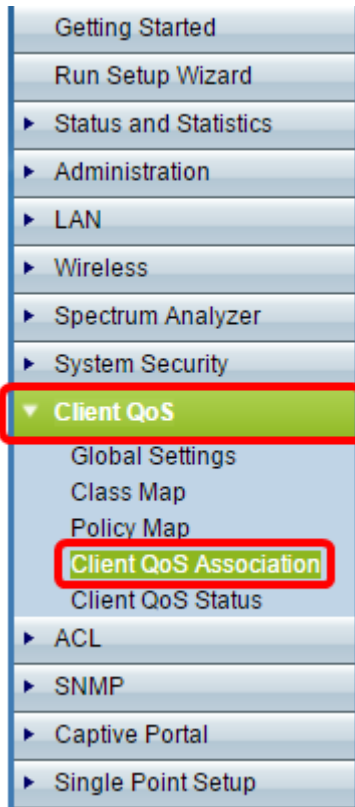 Getting Started
Run Setup Wizard
Status and Statistics
Administration
LAN
Wireless
Spectrum Analyzer
System Security
Client QoS
Global Settings
Class Map
Policy Map
Client QoS Association
Client QoS Status
ACL
SNMP
Captive Portal
Single Point Setup